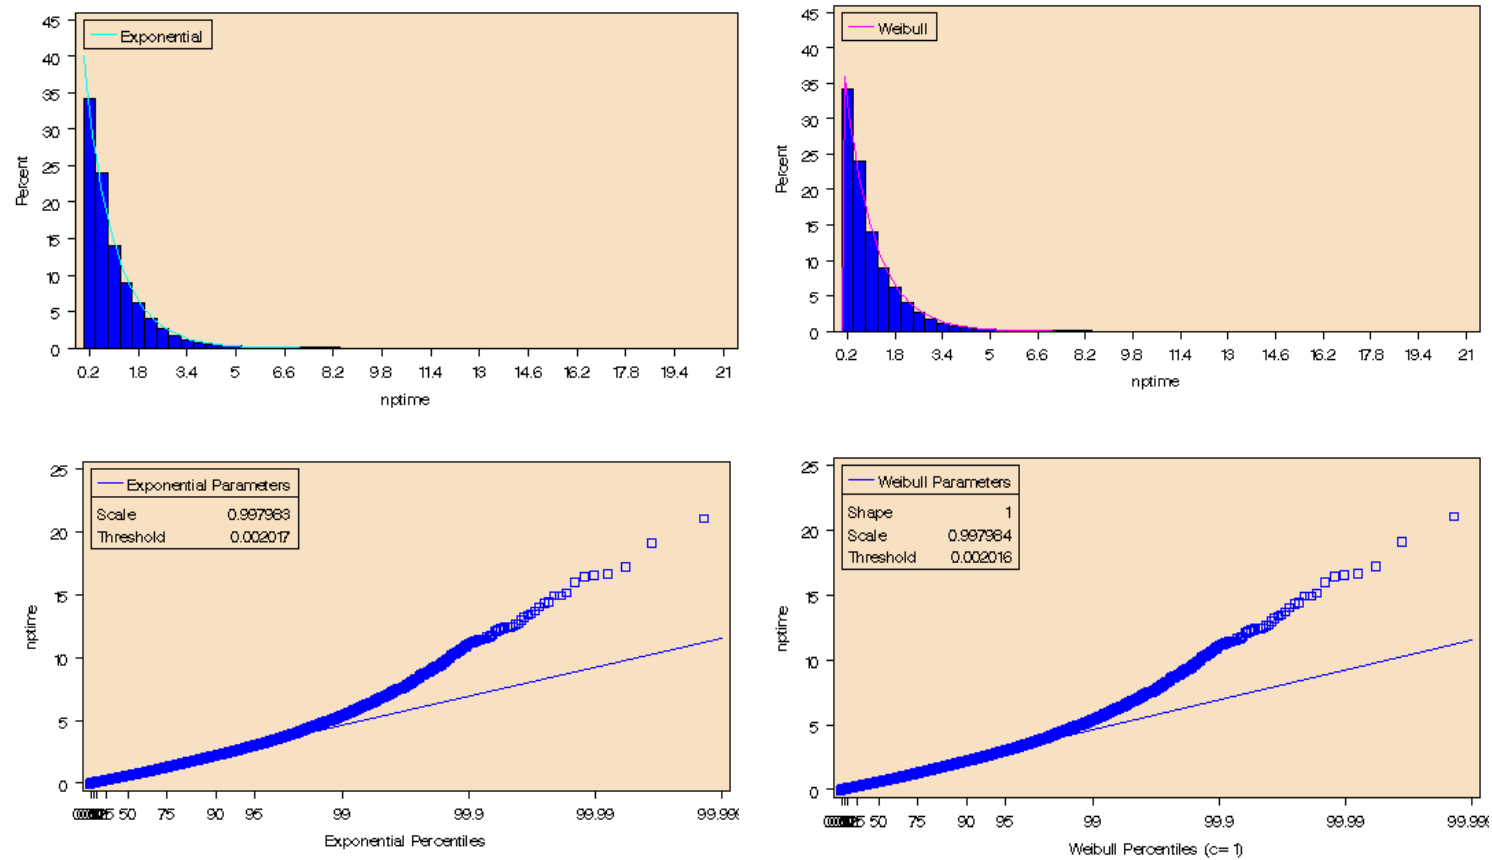 45
40
35
30
25
20
15
10
5
0
Percent
Exponential
0.2 1.8 3.4 5 6.6 8.2 9.8 11.4 13 14.6 16.2 17.8 19.4 21
nptime
45
40
35
30
25
20
15
10
5
0
Percent
Weibull
0.2 1.8 3.4 5 6.6 8.2 9.8 11.4 13 14.6 16.2 17.8 19.4 21
nptime
25
20
15
10
5
0
nptime
Exponential Parameters
Scale 0.997983
Threshold 0.002017
50 75 90 95 99 99.9 99.99
Exponential Percentiles
25
20
15
10
5
0
nptime
Weibull Parameters
Shape 1
Scale 0.997984
Threshold 0.002016
50 75 90 95 99 99.9 99.99
Weibull Percentiles (c=1)